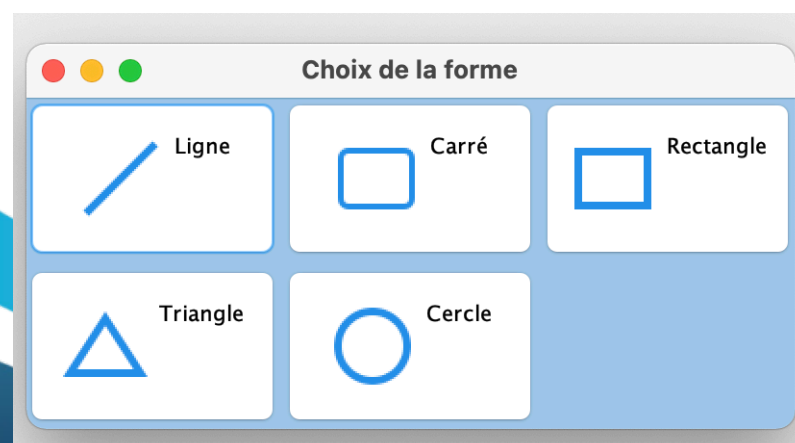 Choix de la forme
Ligne
Carré
Rectangle
Triangle
Cercle